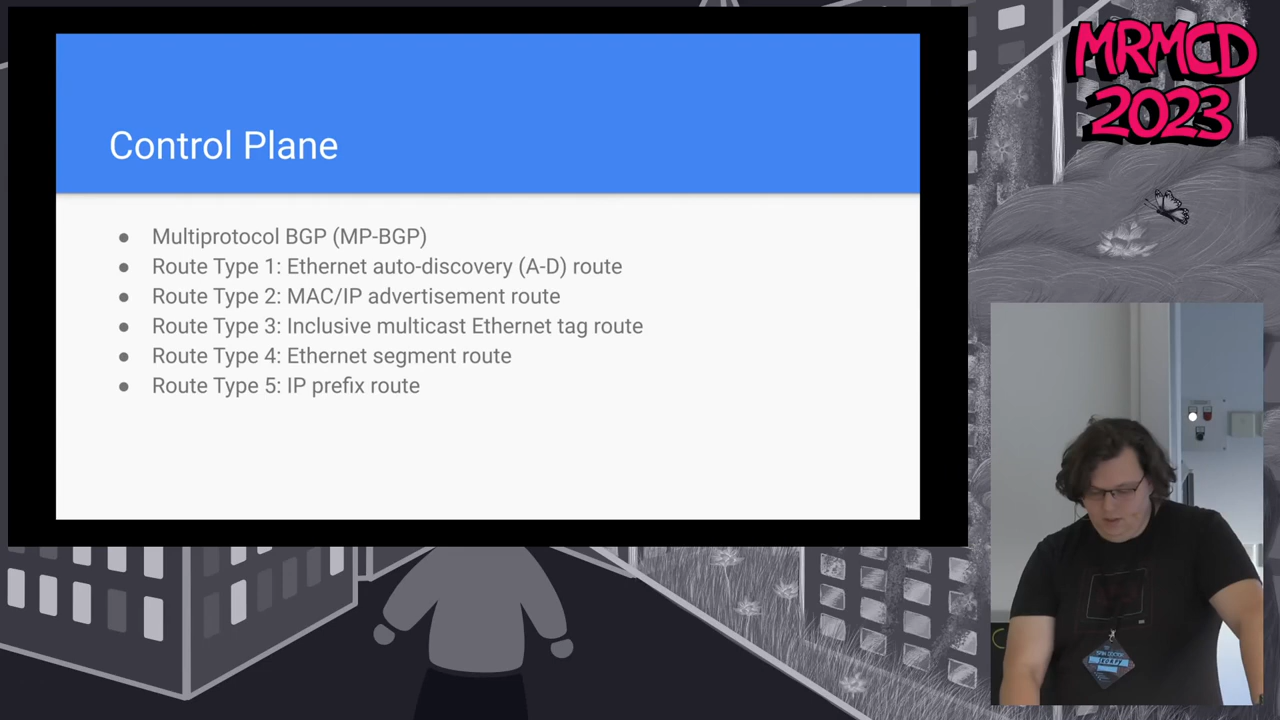 Control Plane
● Multiprotocol BGP (MP-BGP)
● Route Type 1: Ethernet auto-discovery (A-D) route
● Route Type 2: MAC/IP advertisement route
● Route Type 3: Inclusive multicast Ethernet tag route
● Route Type 4: Ethernet segment route
● Route Type 5: IP prefix route
MRMCD
2023